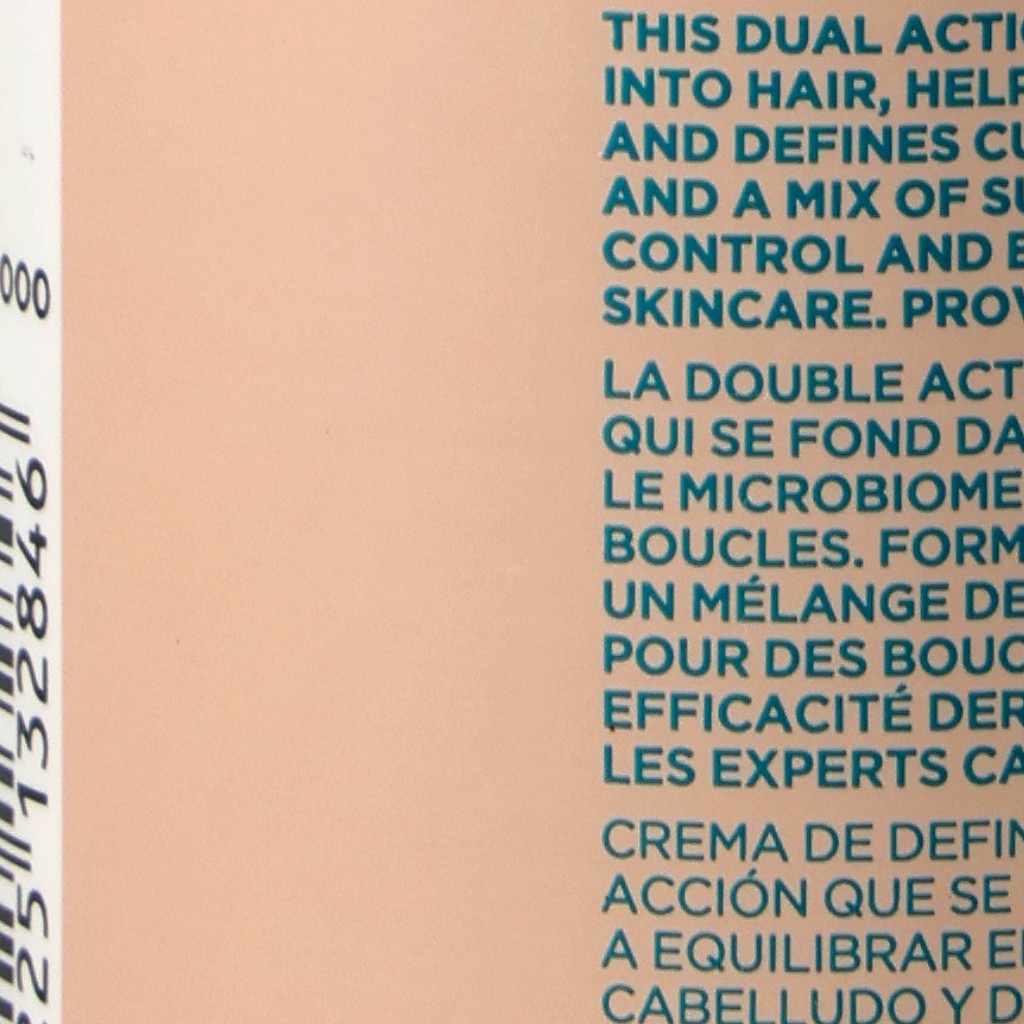 THIS DUAL ACTI
INTO HAIR, HELP
AND DEFINES CU
AND A MIX OF SU
CONTROL AND
SKINCARE. PROV
LA DOUBLE ACT
QUI SE FOND DA
LE MICROBIOME
BOUCLES. FORM
UN MÉLANGE DE
POUR DES BOUC
EFFICACITÉ DER
LES EXPERTS CA
CREMA DE DEFIN
ACCIÓN QUE SE
A EQUILIBRAR E
CABELLUDO Y D
000
25 132846